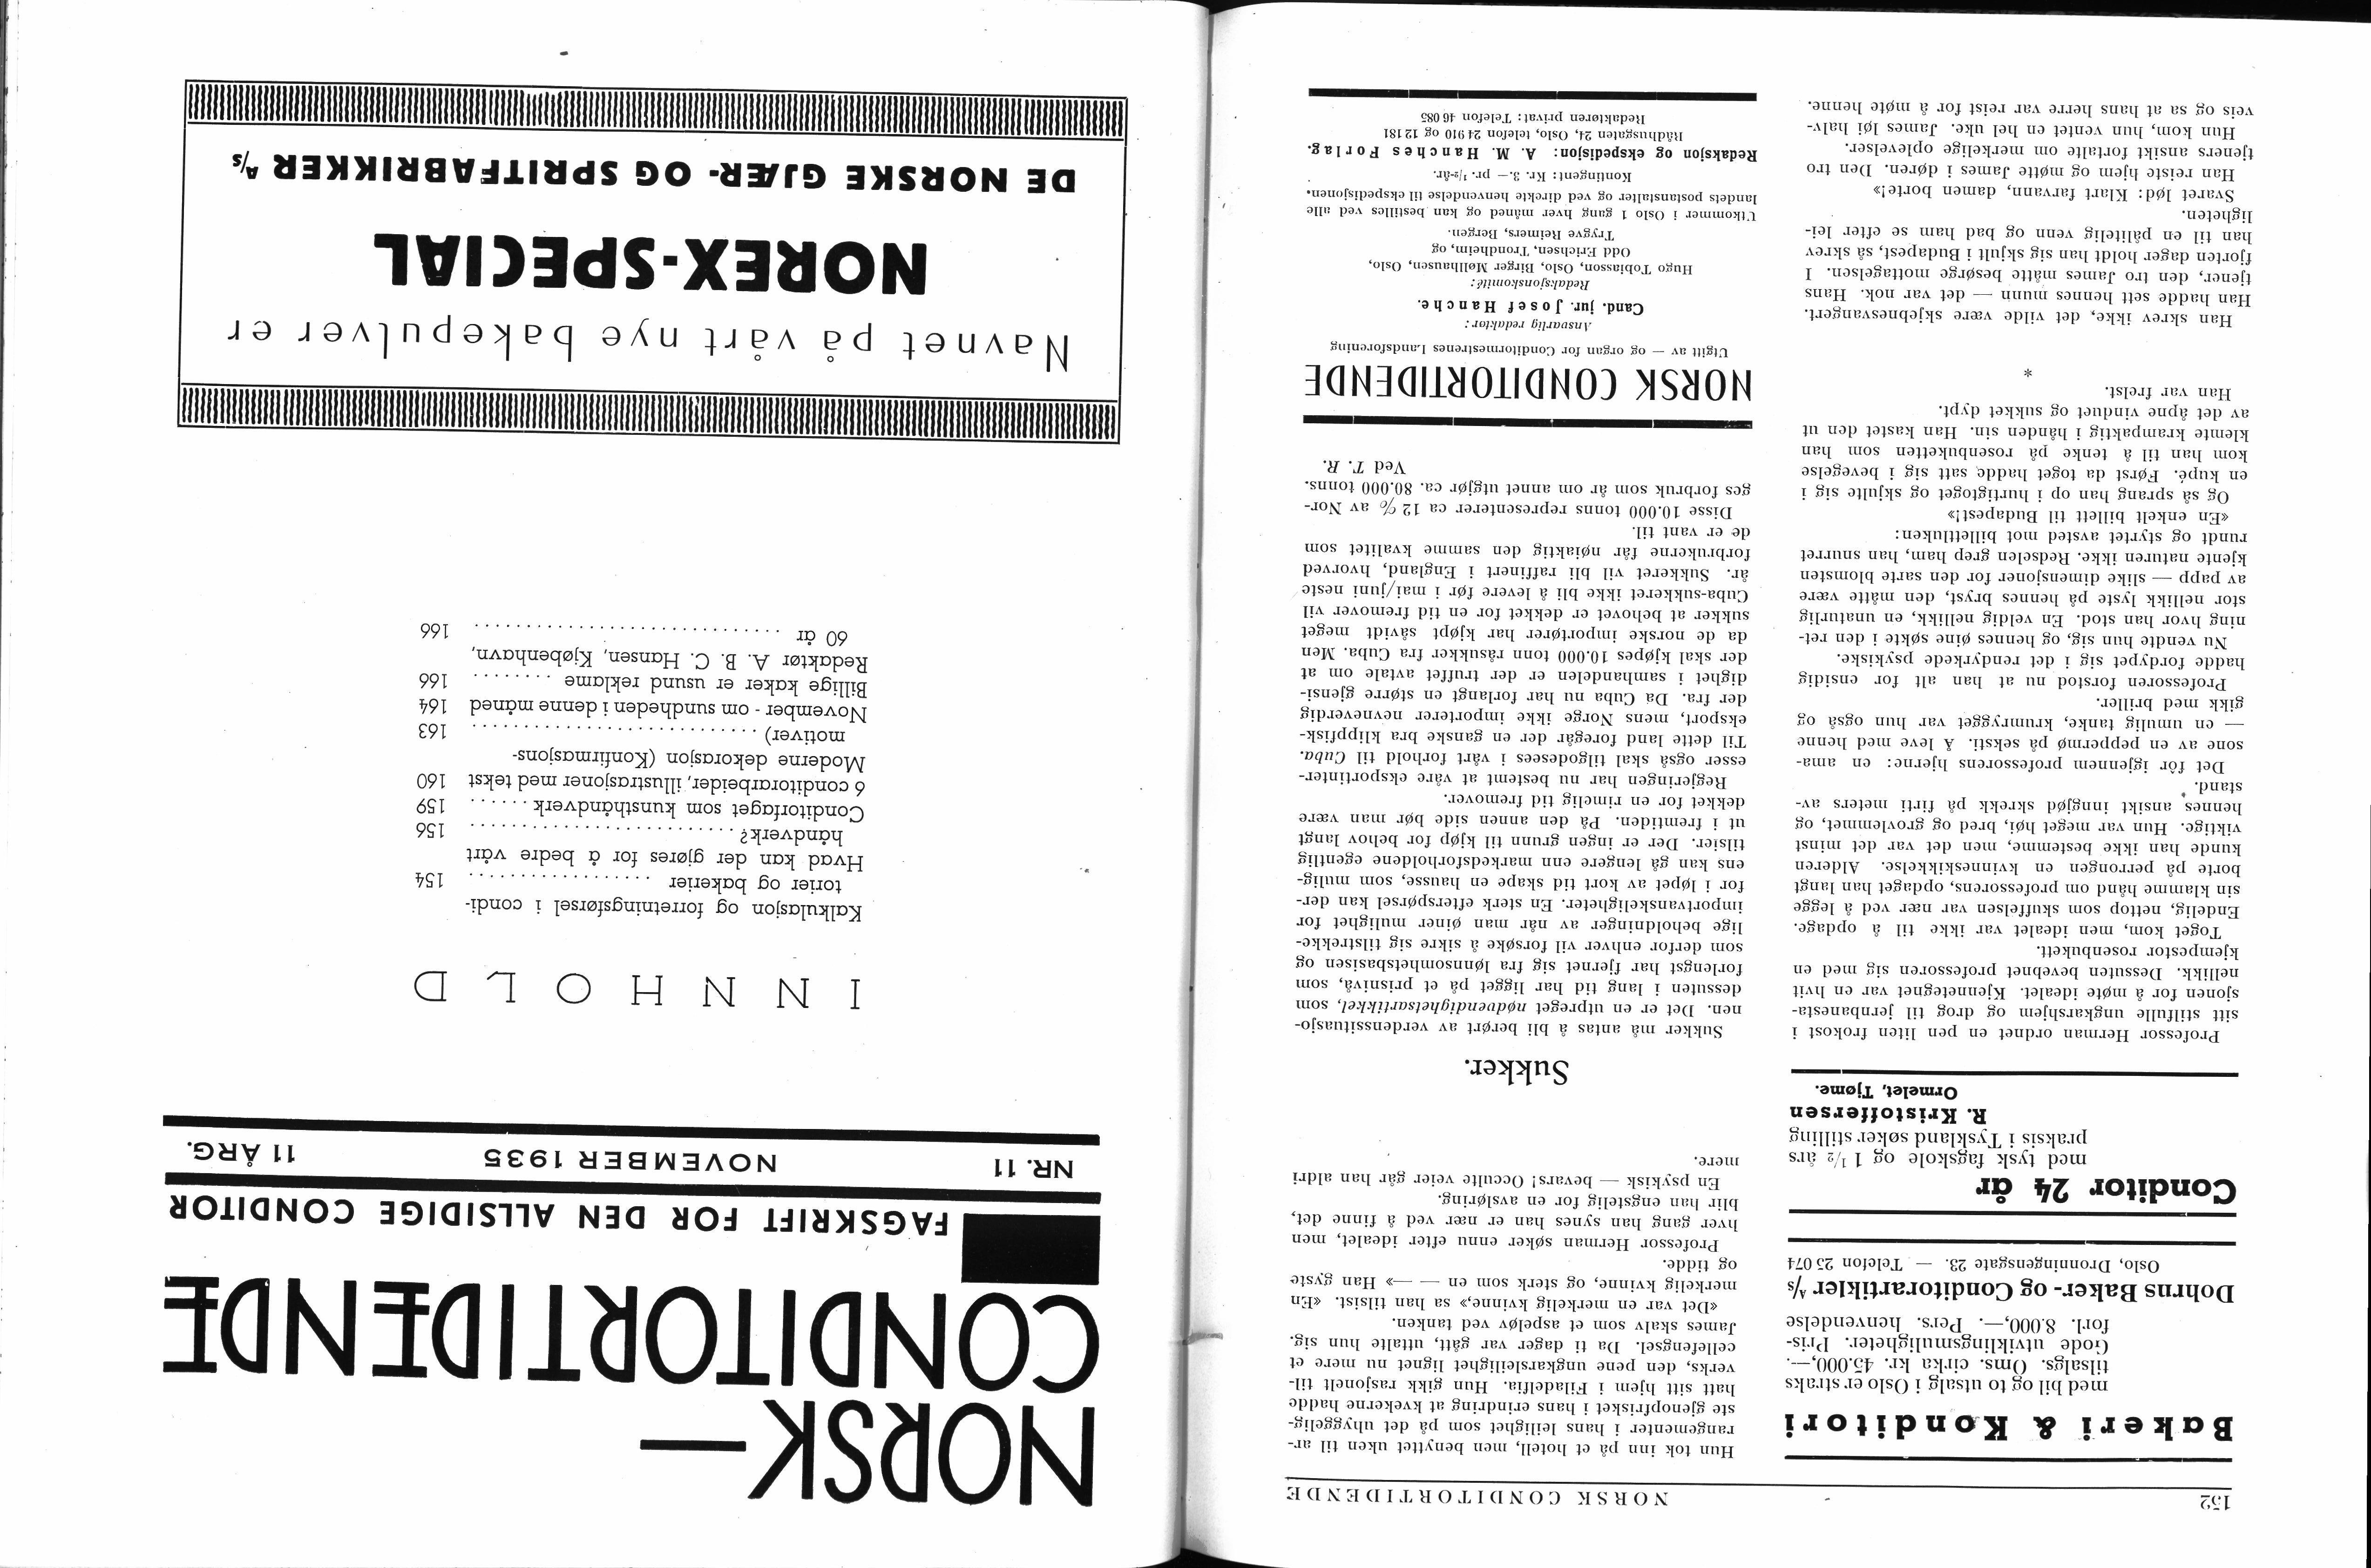 152
NORSK CONDITORTIDENDE
Bakeri & Konditori
med bil og to utsalg i Oslo er straks
tilsalgs. Oms. cirka kr. 45.000,—.
Gode utviklingsmuligheter. Pris-
forl. 8.000,—. Pers. henvendelse
Dohrns Baker- og Conditorartikler A/s
Oslo, Dronningensgate 23. — Telefon 25 074
Conditor 24 år
med tysk fagskole og 1 1/2 års
praksis i Tyskland søker stilling
R. Kristoffersen
Ormelet, Tjøme.
Professor Herman ordnet en pen liten frokost i
sitt stilfulle ungkarshjem og drog til jernbanesta-
sjonen for å møte idealet. Kjennetegnet var en hvit
nellikk. Dessuten bevebnet professoren sig med en
kjempestor rosenbukett.
Toget kom, men idealet var ikke til å opdage.
Endelig, nettop som skuffelsen var nær ved å legge
sin klamme hånd om professorens, opdaget han langt
borte på perrongen en kvinneskikkelse. Alderen
kunde han ikke bestemme, men det var det minst
viktige. Hun var meget høi, bred og grovlemmet, og
hennes ansikt inngjød skrekk på firti meters av-
stand.
Det fór igjennem professorens hjerne: en ama-
sone av en peppermø på seksti. Å leve med henne
— en umulig tanke, krumrygget var hun også og
gikk med briller.
Professoren forstod nu at han alt for ensidig
hadde fordypet sig i det rendyrkede psykiske.
Nu vendte hun sig, og hennes øine søkte i den ret-
ning hvor han stod. En veldig nellikk, en unaturlig
stor nellikk lyste på hennes bryst, den måtte være
av papp — slike dimensjoner for den sarte blomsten
kjente naturen ikke. Redselen grep ham, han snurret
rundt og styrtet avsted mot billettluken:
«En enkelt billett til Budapest!»
Og så sprang han op i hurtigtoget og skjulte sig i
en kupé. Først da toget hadde satt sig i bevegelse
kom han til å tenke på rosenbuketten som han
klemte krampaktig i hånden sin. Han kastet den ut
av det åpne vinduet og sukket dypt.
Han var frelst.
*
Han skrev ikke, det vilde være skjebnesvangert.
Han hadde sett hennes munn — det var nok. Hans
tjener, den tro James måtte besørge mottagelsen. I
fjorten dager holdt han sig skjult i Budapest, så skrev
han til en pålitelig venn og bad ham se efter lei-
ligheten.
Svaret lød: Klart farvann, damen borte!»
Han reiste hjem og møtte James i døren. Den tro
tjeners ansikt fortalte om merkelige oplevelser.
Hun kom, hun ventet en hel uke. James løi halv-
veis og sa at hans herre var reist for å møte henne.
Hun tok inn på et hotell, men benyttet uken til ar-
rangementer i hans leilighet som på det uhyggelig-
ste gjenopfrisket i hans erindring at kvekerne hadde
hatt sitt hjem i Filadelfia. Hun gikk rasjonelt til-
verks, den pene ungkarsleilighet lignet nu mere et
cellefengsel. Da ti dager var gått, uttalte hun sig.
James skalv som et aspeløv ved tanken.
«Det var en merkelig kvinne,» sa han tilsist. «En
merkelig kvinne, og sterk som en — —» Han gyste
og tidde.
Professor Herman søker ennu efter idealet, men
hver gang han synes han er nær ved å finne det,
blir han engstelig for en avsløring.
En psykisk — bevars! Occulte veier går han aldri
mere.
Sukker.
Sukker må antas å bli berørt av verdenssituasjo-
nen. Det er en utpreget nødvendighetsartikkel, som
dessuten i lang tid har ligget på et prisnivå, som
forlengst har fjernet sig fra lønnsomhetsbasisen og
som derfor enhver vil forsøke å sikre sig tilstrekke-
lige beholdninger av når man øiner mulighet for
importvanskeligheter. En sterk efterspørsel kan der-
for i løpet av kort tid skape en hausse, som mulig-
ens kan gå lengere enn markedsforholdene egentlig
tilsier. Der er ingen grunn til kjøp for behov langt
ut i fremtiden. På den annen side bør man være
dekket for en rimelig tid fremover.
Regjeringen har nu bestemt at våre eksportinter-
esser også skal tilgodesees i vårt forhold til Cuba.
Til dette land foregår der en ganske bra klippfisk-
eksport, mens Norge ikke importerer nevneverdig
der fra. Da Cuba nu har forlangt en større gjensi-
dighet i samhandelen er der truffet avtale om at
der skal kjøpes 10.000 tonn råsukker fra Cuba. Men
da de norske importører har kjøpt såvidt meget
sukker at behovet er dekket for en tid fremover vil
Cuba-sukkeret ikke bli å levere før i mai/juni neste
år. Sukkeret vil bli raffinert i England, hvorved
forbrukerne får nøiaktig den samme kvalitet som
de er vant til.
Disse 10.000 tonns representerer ca 12 % av Nor-
ges forbruk som år om annet utgjør ca. 80.000 tonns.
Ved T. R.
NORSK CONDITORTIDENDE
Utgitt av — og organ for Conditormestrenes Landsforening
Ansvarlig redaktør:
Cand. jur. Josef Hanche.
Redaksjonskomité:
Hugo Tobiasson, Oslo, Birger Møllhausen, Oslo,
Odd Erichsen, Trondheim, og
Trygve Reimers, Bergen.
Utkommer i Oslo 1 gang hver måned og kan bestilles ved alle
landets postanstalter og ved direkte henvendelse til ekspedisjonen.
Kontingent: Kr. 3.— pr. 1/2-år.
Redaksjon og ekspedisjon: A. M. Hanches Forlag.
Rådhusgaten 24, Oslo, telefon 24 910 og 12 181
Redaktøren privat: Telefon 46 085
NORSK—
CONDITORTIDENDE
FAGSKRIFT FOR DEN ALLSIDIGE CONDITOR
NR. 11 NOVEMBER 1935 11 ÅRG.
INNHOLD
Kalkulasjon og forretningsførsel i condi-
torier og bakerier .................. 154
Hvad kan der gjøres for å bedre vårt
håndverk? .......................... 156
Conditorfaget som kunsthåndverk ...... 159
6 conditorarbeider, illustrasjoner med tekst 160
Moderne dekorasjon (Konfirmasjons-
motiver) ............................ 163
November - om sundheden i denne måned 164
Billige kaker er usund reklame ........ 166
Redaktør A. B. C. Hansen, Kjøbenhavn,
60 år .............................. 166
Navnet på vårt nye bakepulver er
NOREX-SPECIAL
DE NORSKE GJÆR- OG SPRITFABRIKKER A/s